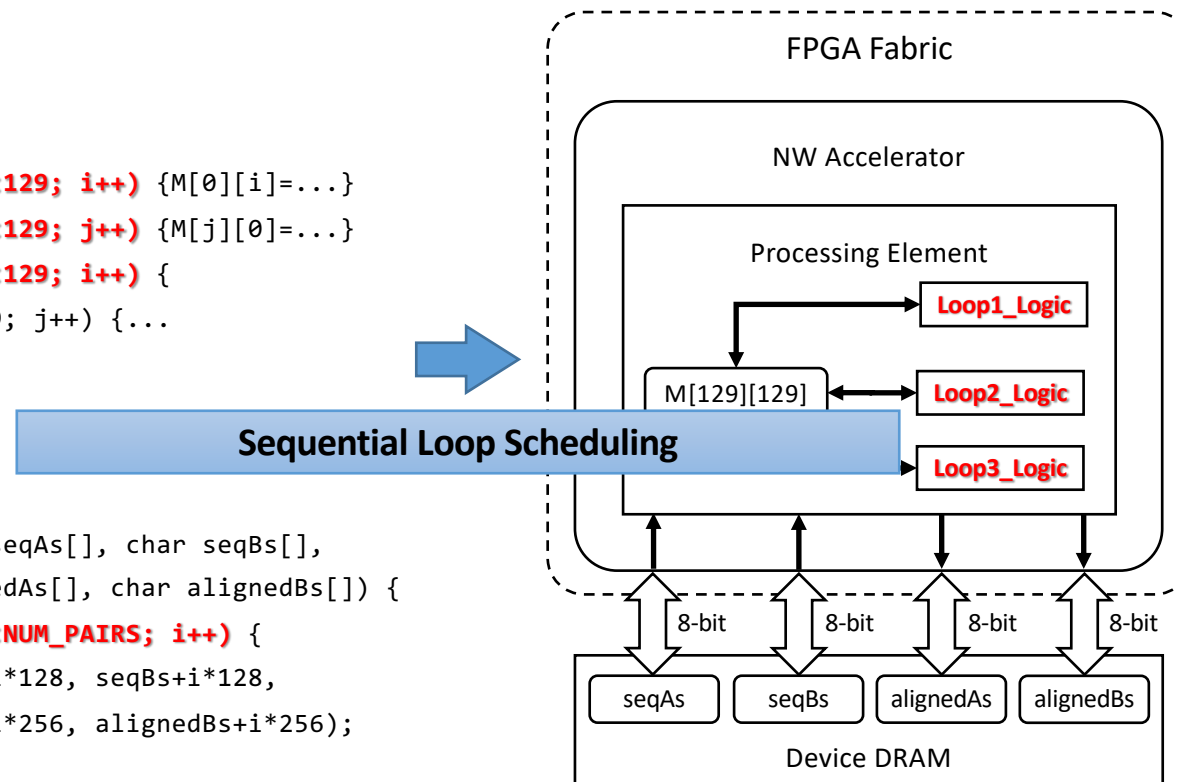 129; i++) {M[0][i]=...}
129; j++) {M[j][0]=...}
129; i++) {
; j++) {...
Sequential Loop Scheduling
seqAs[], char seqBs[],
edAs[], char alignedBs[]) {
NUM_PAIRS; i++) {
*128, seqBs+i*128,
*256, alignedBs+i*256);
FPGA Fabric
NW Accelerator
Processing Element
Loop1_Logic
M[129][129]
Loop2_Logic
Loop3_Logic
8-bit
8-bit
8-bit
8-bit
seqAs
seqBs
alignedAs
alignedBs
Device DRAM